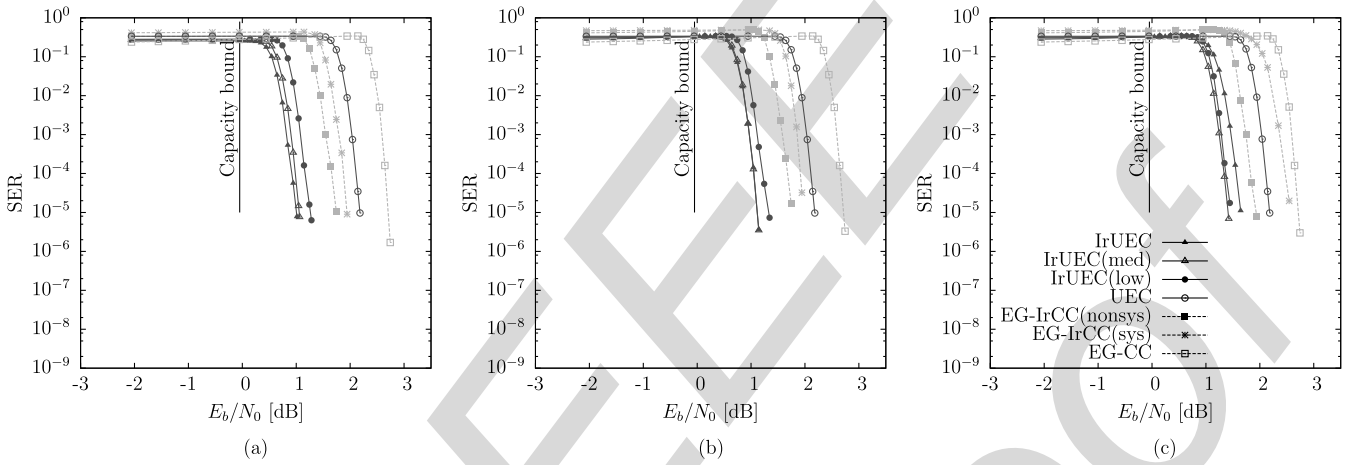 10^0
10^-1
10^-2
10^-3
10^-4
10^-5
10^-6
10^-7
10^-8
10^-9
SER
Capacity bound
-3 -2 -1 0 1 2 3
E_b/N_0 [dB]
(a)
10^0
10^-1
10^-2
10^-3
10^-4
10^-5
10^-6
10^-7
10^-8
10^-9
SER
Capacity bound
-3 -2 -1 0 1 2 3
E_b/N_0 [dB]
(b)
10^0
10^-1
10^-2
10^-3
10^-4
10^-5
10^-6
10^-7
10^-8
10^-9
SER
Capacity bound
IrUEC
IrUEC(med)
IrUEC(low)
UEC
EG-IrCC(nonsys)
EG-IrCC(sys)
EG-CC
-3 -2 -1 0 1 2 3
E_b/N_0 [dB]
(c)